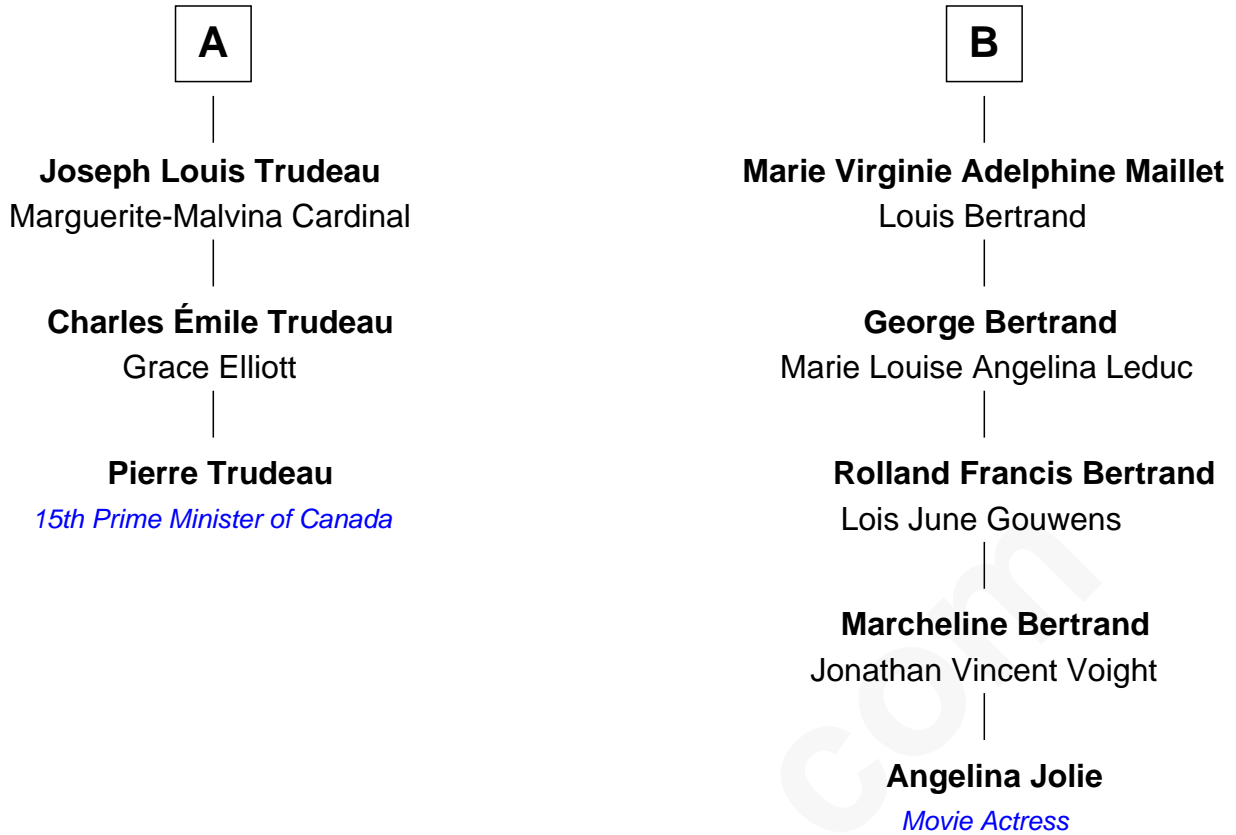 A
Joseph Louis Trudeau
Marguerite-Malvina Cardinal
Charles Émile Trudeau
Grace Elliott
Pierre Trudeau
15th Prime Minister of Canada
B
Marie Virginie Adelphine Maillet
Louis Bertrand
George Bertrand
Marie Louise Angelina Leduc
Rolland Francis Bertrand
Lois June Gouwens
Marcheline Bertrand
Jonathan Vincent Voight
Angelina Jolie
Movie Actress
com